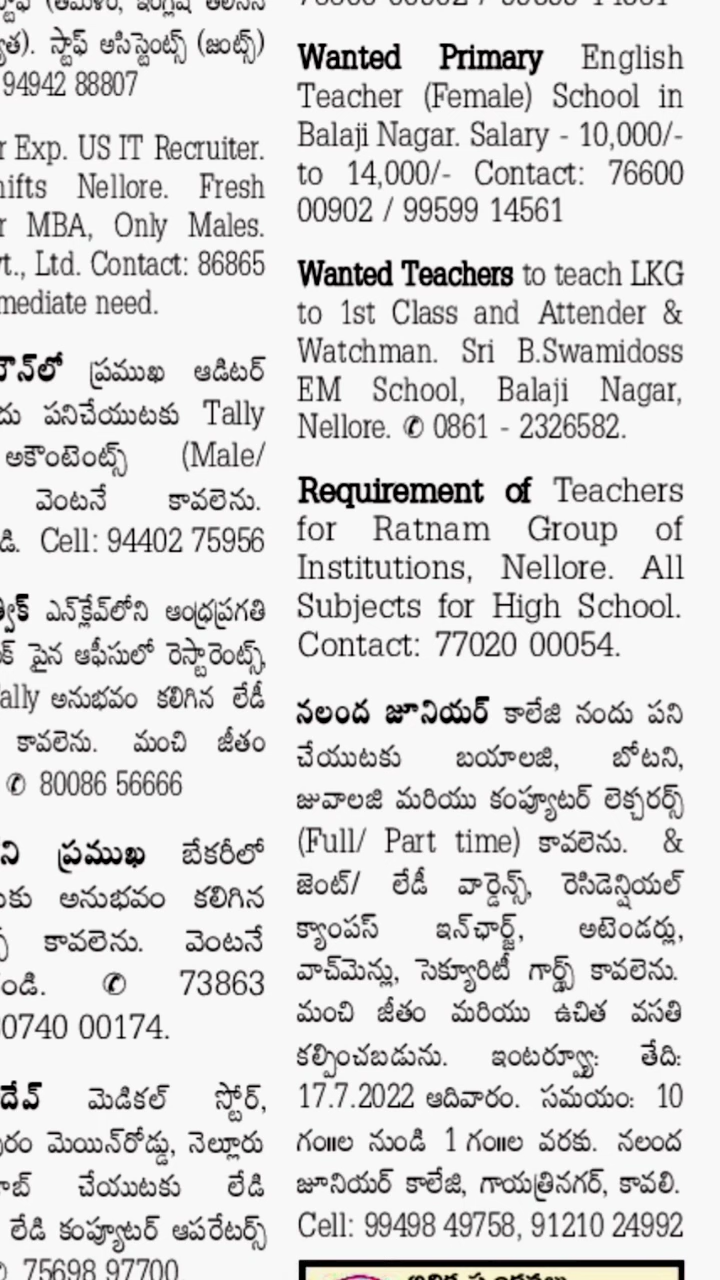 94942 88807
r Exp. US IT Recruiter.
hifts Nellore. Fresh
r MBA, Only Males.
vt., Ltd. Contact: 86865
mediate need.
టౌన్‌లో ప్రముఖ ఆడిటర్
దు పనిచేయుటకు Tally
అకౌంటెంట్స్ (Male/
వెంటనే కావలెను.
డి. Cell: 94402 75956
ఎన్‌క్లేవ్‌లోని ఆంధ్రప్రగతి
క్ పైన ఆఫీసులో రెస్టారెంట్స్,
ally అనుభవం కలిగిన లేడీ
కావలెను. మంచి జీతం
✆ 80086 56666
ని ప్రముఖ బేకరీలో
ుకు అనుభవం కలిగిన
్స్ కావలెను. వెంటనే
ండి. ✆ 73863
0740 00174.
దేవ్ మెడికల్ స్టోర్,
పురం మెయిన్‌రోడ్డు, నెల్లూరు
ాబ్ చేయుటకు లేడి
లేడి కంప్యూటర్ ఆపరేటర్స్
✆ 75698 97700
Wanted Primary English
Teacher (Female) School in
Balaji Nagar. Salary - 10,000/-
to 14,000/- Contact: 76600
00902 / 99599 14561
Wanted Teachers to teach LKG
to 1st Class and Attender &
Watchman. Sri B.Swamidoss
EM School, Balaji Nagar,
Nellore. ✆ 0861 - 2326582.
Requirement of Teachers
for Ratnam Group of
Institutions, Nellore. All
Subjects for High School.
Contact: 77020 00054.
నలంద జూనియర్ కాలేజి నందు పని
చేయుటకు బయాలజి, బోటని,
జువాలజి మరియు కంప్యూటర్ లెక్చరర్స్
(Full/ Part time) కావలెను. &
జెంట్/ లేడీ వార్డెన్స్, రెసిడెన్షియల్
క్యాంపస్ ఇన్‌ఛార్జ్, అటెండర్లు,
వాచ్‌మెన్లు, సెక్యూరిటీ గార్డ్స్ కావలెను.
మంచి జీతం మరియు ఉచిత వసతి
కల్పించబడును. ఇంటర్వ్యూ: తేది:
17.7.2022 ఆదివారం. సమయం: 10
గం॥ల నుండి 1 గం॥ల వరకు. నలంద
జూనియర్ కాలేజి, గాయత్రినగర్, కావలి.
Cell: 99498 49758, 91210 24992